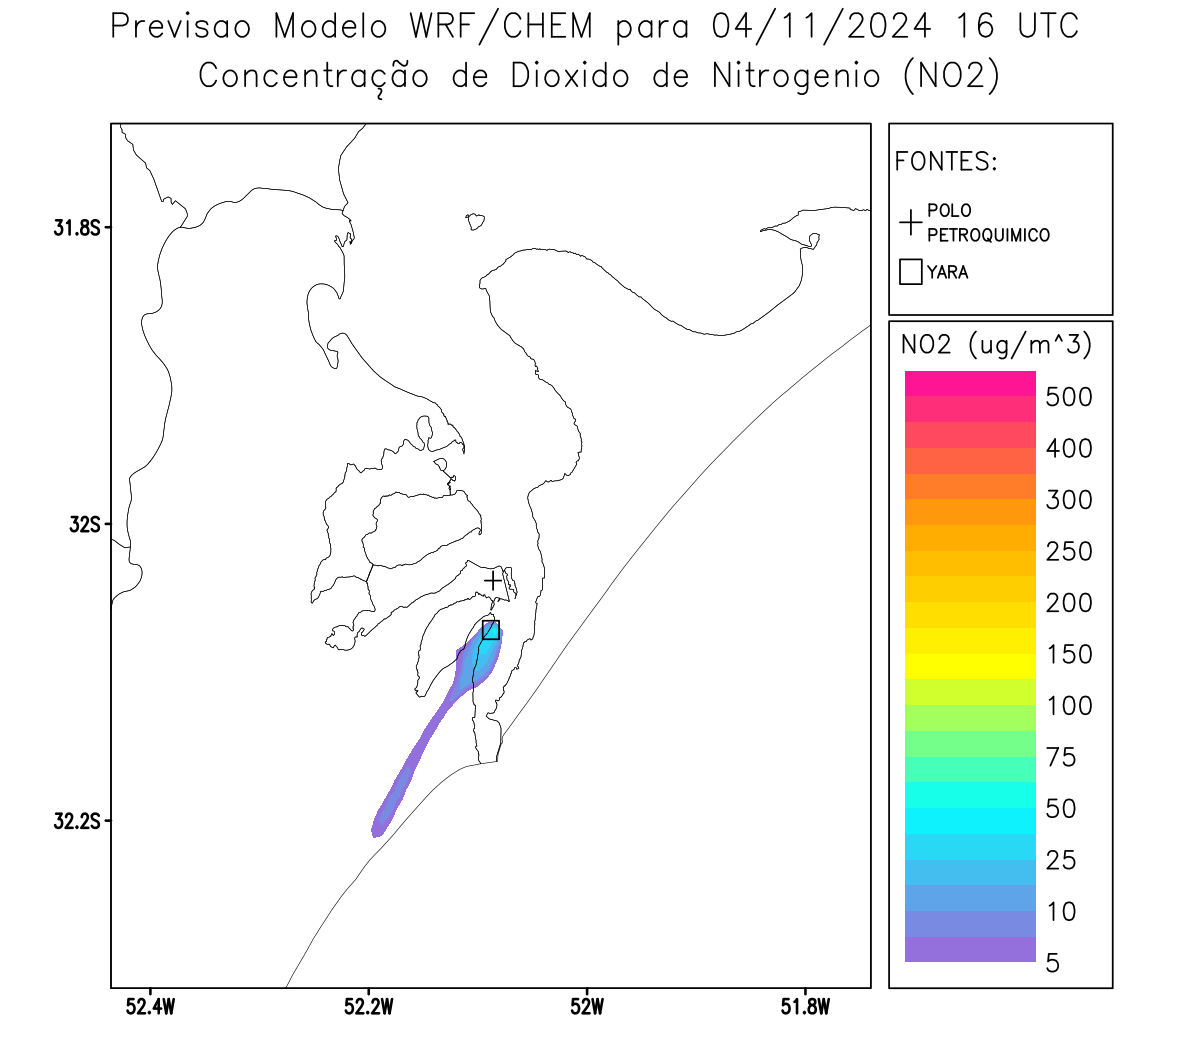 Previsao Modelo WRF/CHEM para 04/11/2024 16 UTC
Concentração de Dioxido de Nitrogenio (NO2)
FONTES:
POLO
PETROQUIMICO
YARA
NO2 (ug/m^3)
500
400
300
250
200
150
100
75
50
25
10
5
31.8S
32S
32.2S
52.4W
52.2W
52W
51.8W